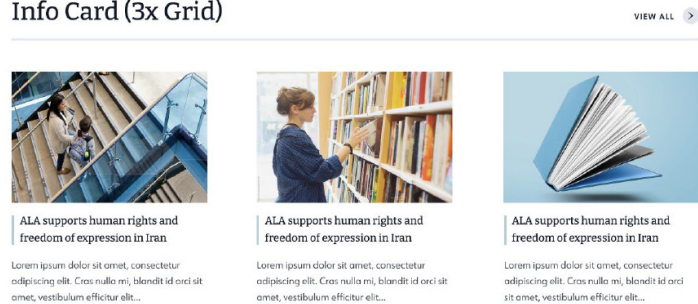 Info Card (3x Grid)
VIEW ALL
ALA supports human rights and
freedom of expression in Iran
Lorem ipsum dolor sit amet, consectetur
adipiscing elit. Cras nulla mi, blandit id orci sit
amet, vestibulum efficitur elit...
ALA supports human rights and
freedom of expression in Iran
Lorem ipsum dolor sit amet, consectetur
adipiscing elit. Cras nulla mi, blandit id orci sit
amet, vestibulum efficitur elit...
ALA supports human rights and
freedom of expression in Iran
Lorem ipsum dolor sit amet, consectetur
adipiscing elit. Cras nulla mi, blandit id orci
sit amet, vestibulum efficitur elit...